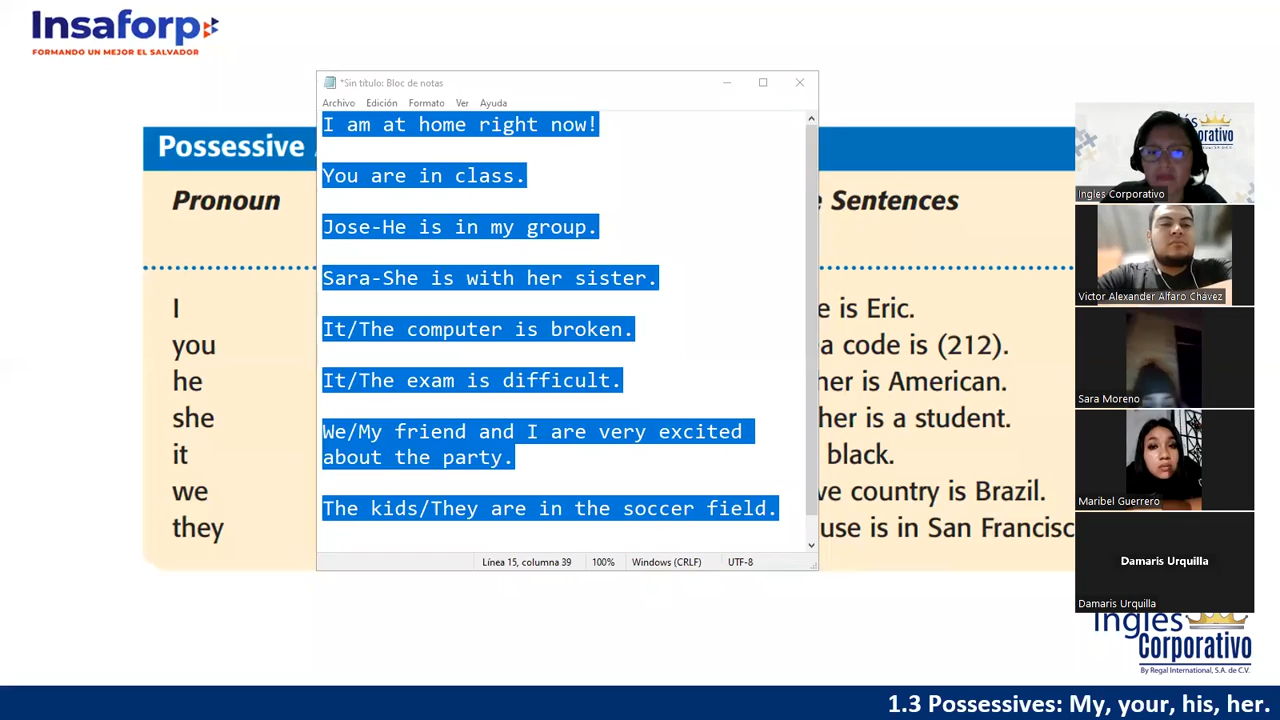 Insaforp
FORMANDO UN MEJOR EL SALVADOR
*Sin título: Bloc de notas
Archivo Edición Formato Ver Ayuda
I am at home right now!
You are in class.
Jose-He is in my group.
Sara-She is with her sister.
It/The computer is broken.
It/The exam is difficult.
We/My friend and I are very excited
about the party.
The kids/They are in the soccer field.
Línea 15, columna 39 100% Windows (CRLF) UTF-8
Possessive
Pronoun
Sentences
I
you
he
she
it
we
they
e is Eric.
a code is (212).
her is American.
her is a student.
black.
ve country is Brazil.
use is in San Francisc
Ingles Corporativo
Victor Alexander Alfaro Chávez
Sara Moreno
Maribel Guerrero
Damaris Urquilla
Damaris Urquilla
Inglés
Corporativo
By Regal International, S.A. de C.V.
1.3 Possessives: My, your, his, her.